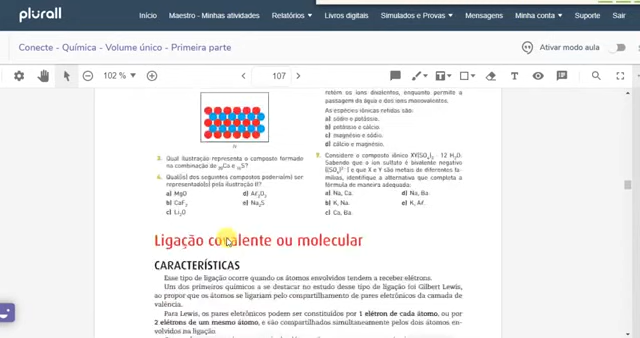 plurall
Início Maestro - Minhas atividades Relatórios Livros digitais Simulados e Provas Mensagens Minha conta Suporte Sair
Conecte - Química - Volume único - Primeira parte
Ativar modo aula
102 %
107
retém os íons divalentes, enquanto permite a
passagem da água e dos íons monovalentes.
As espécies iônicas retidas são:
a) sódio e potássio.
b) potássio e cálcio.
c) magnésio e sódio.
d) cálcio e magnésio.
IV
3. Qual ilustração representa o composto formado
na combinação de ₂₀Ca e ₁₆S?
4. Qual(is) dos seguintes compostos poderia(m) ser
representado(s) pela ilustração II?
a) MgO d) Aℓ₂O₃
b) CaF₂ e) Na₂S
c) Li₂O
7. Considere o composto iônico XY(SO₄)₂ · 12 H₂O.
Sabendo que o íon sulfato é bivalente negativo
[(SO₄)²⁻] e que X e Y são metais de diferentes fa-
mílias, identifique a alternativa que completa a
fórmula de maneira adequada:
a) Na, Ca. d) Na, Ba.
b) K, Na. e) K, Aℓ.
c) Ca, Ba.
Ligação covalente ou molecular
CARACTERÍSTICAS
Esse tipo de ligação ocorre quando os átomos envolvidos tendem a receber elétrons.
Um dos primeiros químicos a se destacar no estudo desse tipo de ligação foi Gilbert Lewis,
ao propor que os átomos se ligariam pelo compartilhamento de pares eletrônicos da camada de
valência.
Para Lewis, os pares eletrônicos podem ser constituídos por 1 elétron de cada átomo, ou por
2 elétrons de um mesmo átomo, e são compartilhados simultaneamente pelos dois átomos en-
volvidos na ligação